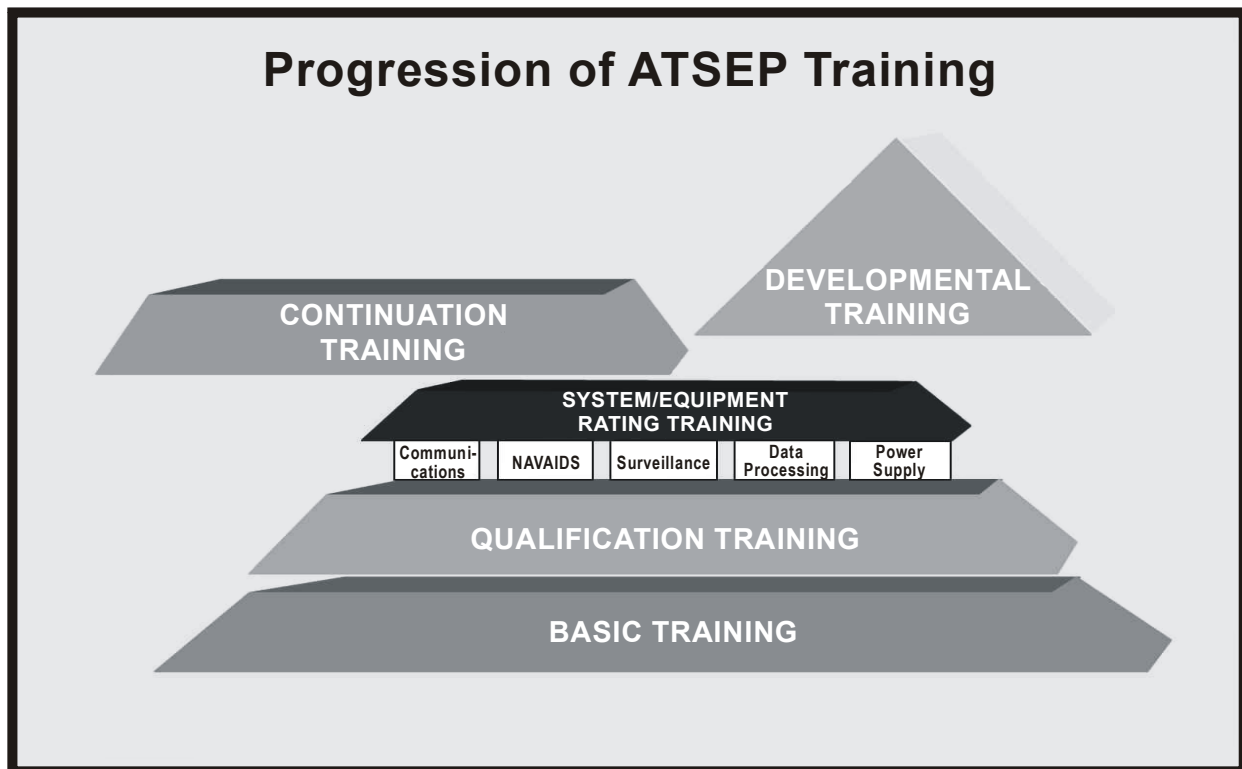 Progression of ATSEP Training
DEVELOPMENTAL
TRAINING
CONTINUATION
TRAINING
SYSTEM/EQUIPMENT
RATING TRAINING
Communi-
cations
NAVAIDS
Surveillance
Data
Processing
Power
Supply
QUALIFICATION TRAINING
BASIC TRAINING